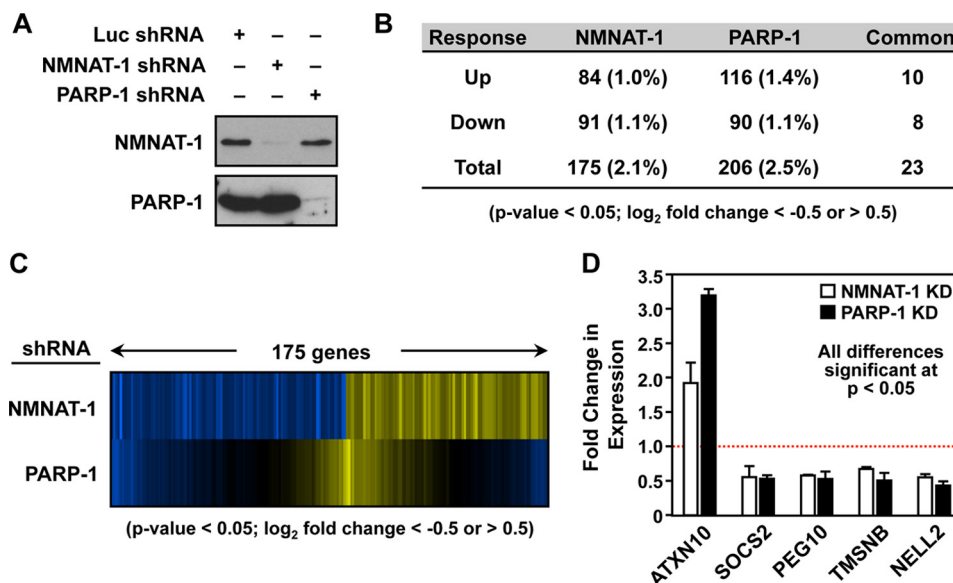 A
Luc shRNA + – –
NMNAT-1 shRNA – + –
PARP-1 shRNA – – +
NMNAT-1
PARP-1
B
Response NMNAT-1 PARP-1 Common
Up 84 (1.0%) 116 (1.4%) 10
Down 91 (1.1%) 90 (1.1%) 8
Total 175 (2.1%) 206 (2.5%) 23
(p-value < 0.05; log2 fold change < -0.5 or > 0.5)
C
shRNA
175 genes
NMNAT-1
PARP-1
(p-value < 0.05; log2 fold change < -0.5 or > 0.5)
D
Fold Change in
Expression
3.5
3.0
2.5
2.0
1.5
1.0
0.5
0
NMNAT-1 KD
PARP-1 KD
All differences
significant at
p < 0.05
ATXN10
SOCS2
PEG10
TMSNB
NELL2